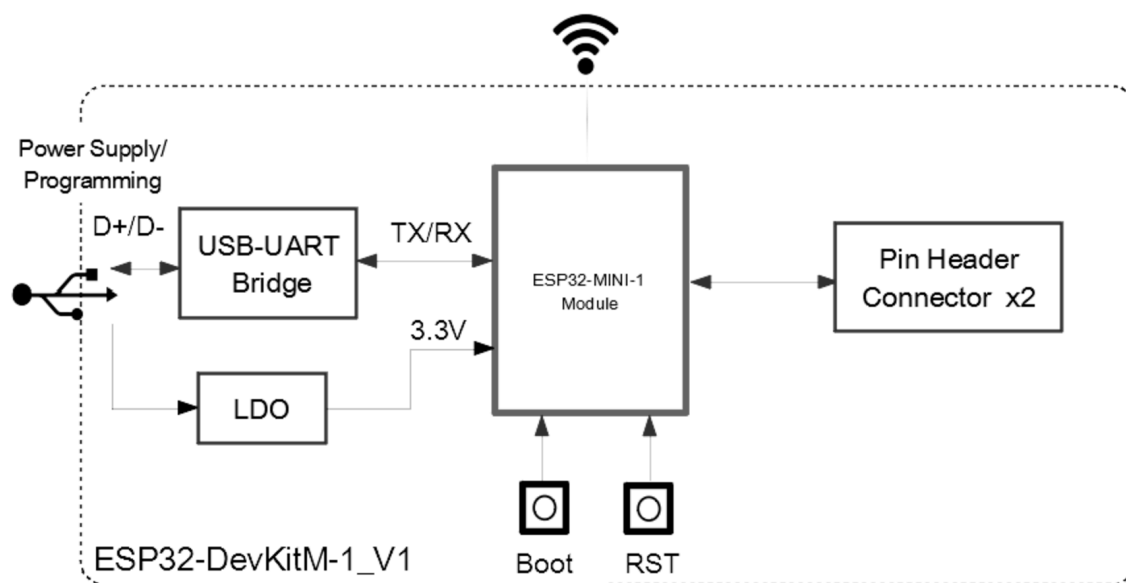 Power Supply/
Programming
D+/D-
USB-UART
Bridge
TX/RX
ESP32-MINI-1
Module
Pin Header
Connector x2
3.3V
LDO
Boot
RST
ESP32-DevKitM-1_V1